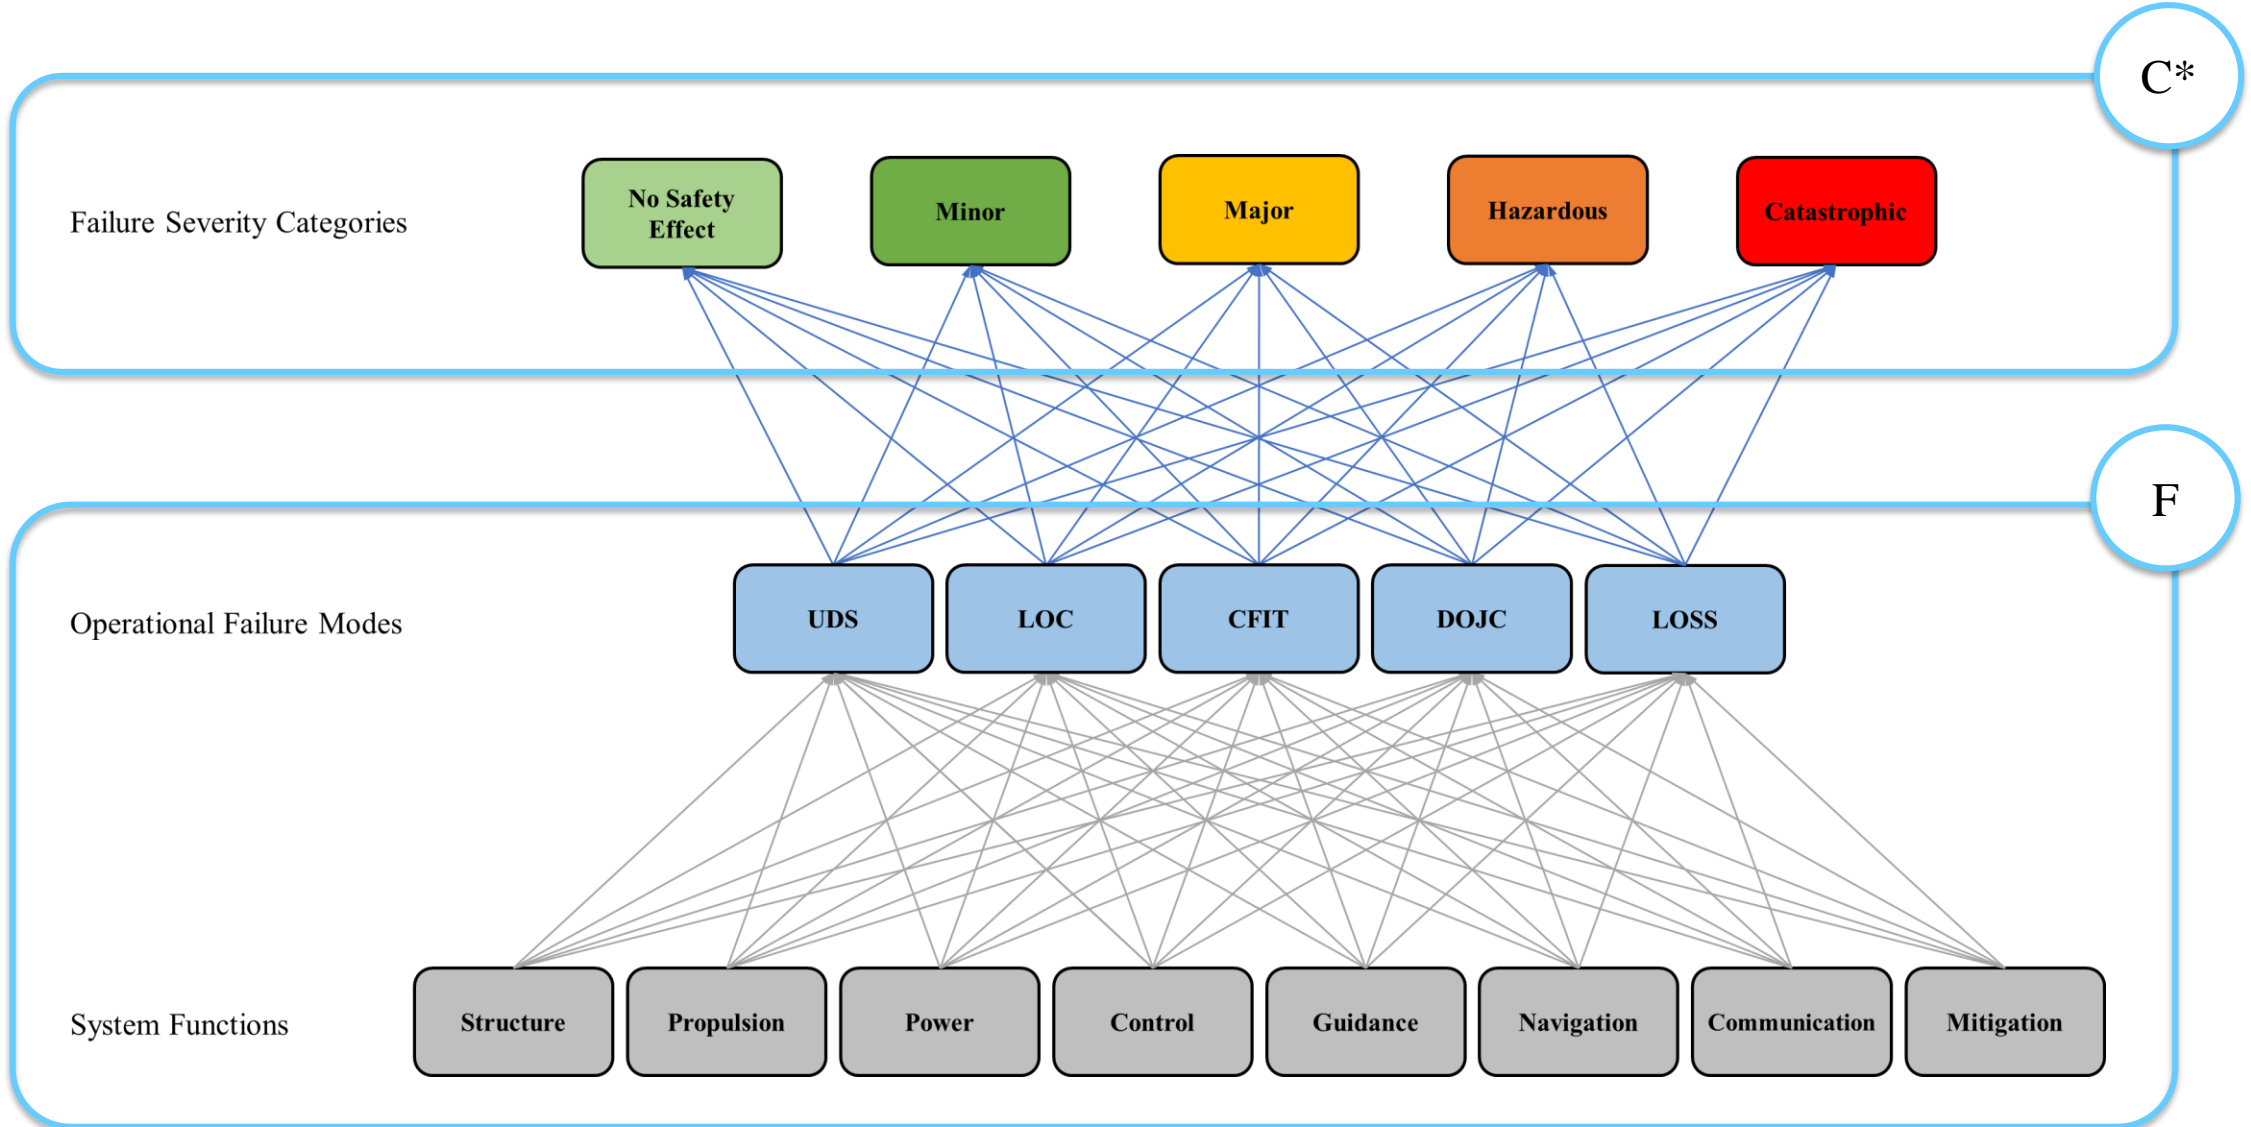 C*
Failure Severity Categories
No Safety
Effect
Minor
Major
Hazardous
Catastrophic
F
Operational Failure Modes
UDS
LOC
CFIT
DOJC
LOSS
System Functions
Structure
Propulsion
Power
Control
Guidance
Navigation
Communication
Mitigation